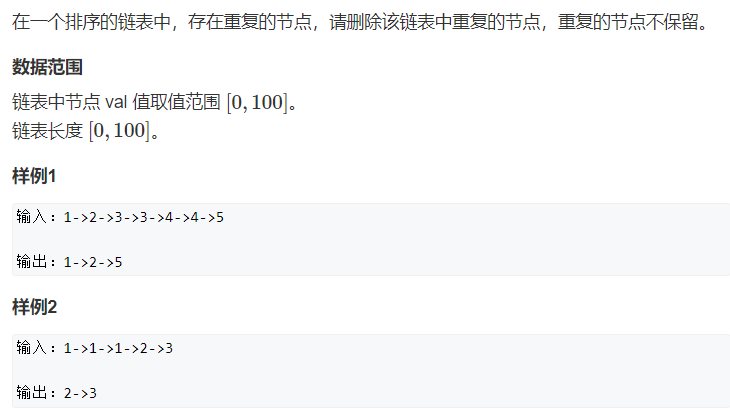 在一个排序的链表中，存在重复的节点，请删除该链表中重复的节点，重复的节点不保留。
数据范围
链表中节点 val 值取值范围 [0,100]。
链表长度 [0,100]。
样例1
输入：1->2->3->3->4->4->5
输出：1->2->5
样例2
输入：1->1->1->2->3
输出：2->3